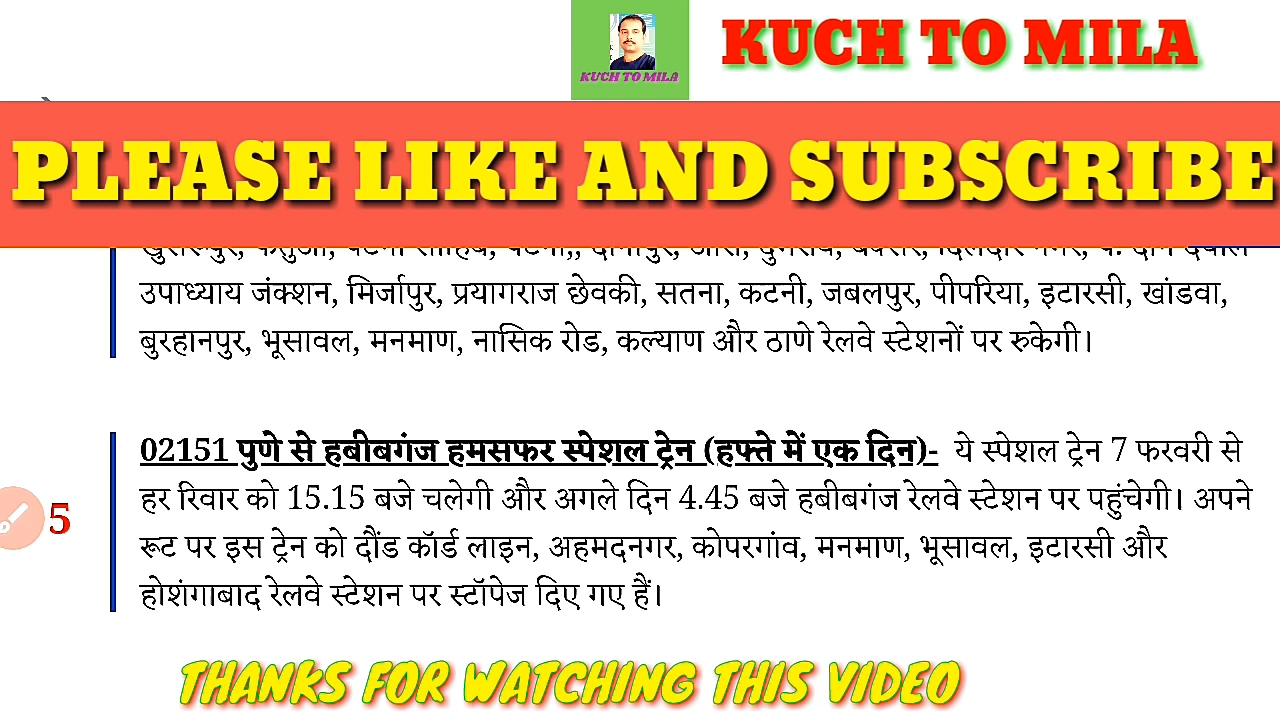 KUCH TO MILA
KUCH TO MILA
PLEASE LIKE AND SUBSCRIBE
उपाध्याय जंक्शन, मिर्जापुर, प्रयागराज छेवकी, सतना, कटनी, जबलपुर, पीपरिया, इटारसी, खांडवा,
बुरहानपुर, भूसावल, मनमाण, नासिक रोड, कल्याण और ठाणे रेलवे स्टेशनों पर रुकेगी।
02151 पुणे से हबीबगंज हमसफर स्पेशल ट्रेन (हफ्ते में एक दिन)- ये स्पेशल ट्रेन 7 फरवरी से
हर रिवार को 15.15 बजे चलेगी और अगले दिन 4.45 बजे हबीबगंज रेलवे स्टेशन पर पहुंचेगी। अपने
5
रूट पर इस ट्रेन को दौंड कॉर्ड लाइन, अहमदनगर, कोपरगांव, मनमाण, भूसावल, इटारसी और
होशंगाबाद रेलवे स्टेशन पर स्टॉपेज दिए गए हैं।
THANKS FOR WATCHING THIS VIDEO